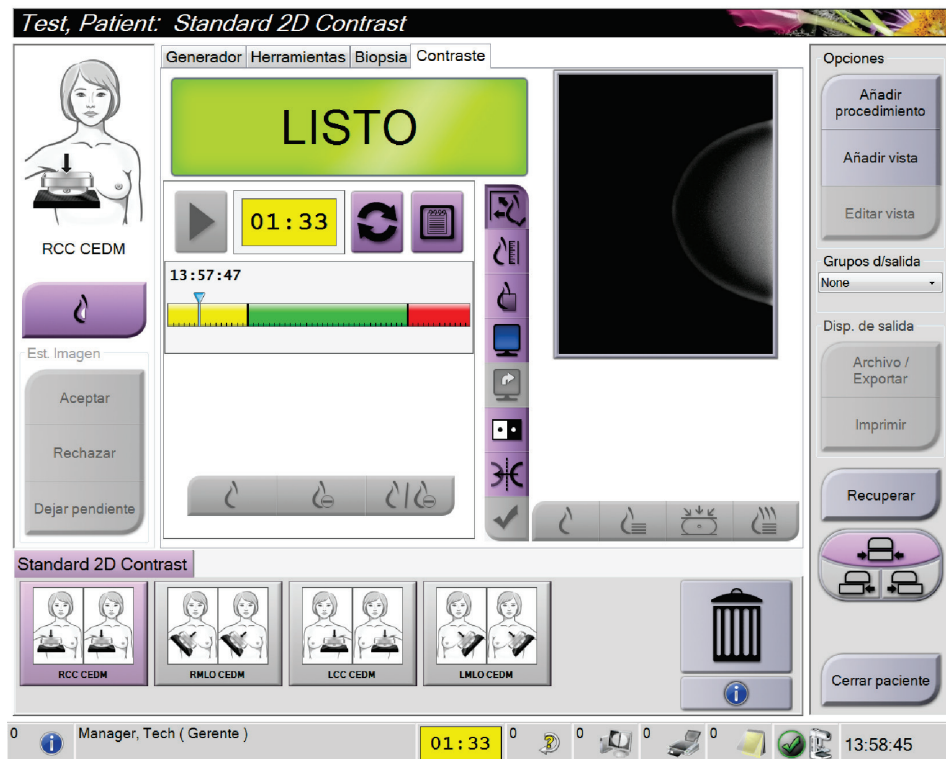 Test, Patient: Standard 2D Contrast
Generador Herramientas Biopsia Contraste
LISTO
01:33
13:57:47
RCC CEDM
Est. Imagen
Aceptar
Rechazar
Dejar pendiente
Opciones
Añadir
procedimiento
Añadir vista
Editar vista
Grupos d/salida
None
Disp. de salida
Archivo /
Exportar
Imprimir
Recuperar
Cerrar paciente
Standard 2D Contrast
RCC CEDM
RMLO CEDM
LCC CEDM
LMLO CEDM
0 Manager, Tech ( Gerente ) 01:33 0 0 0 0 13:58:45